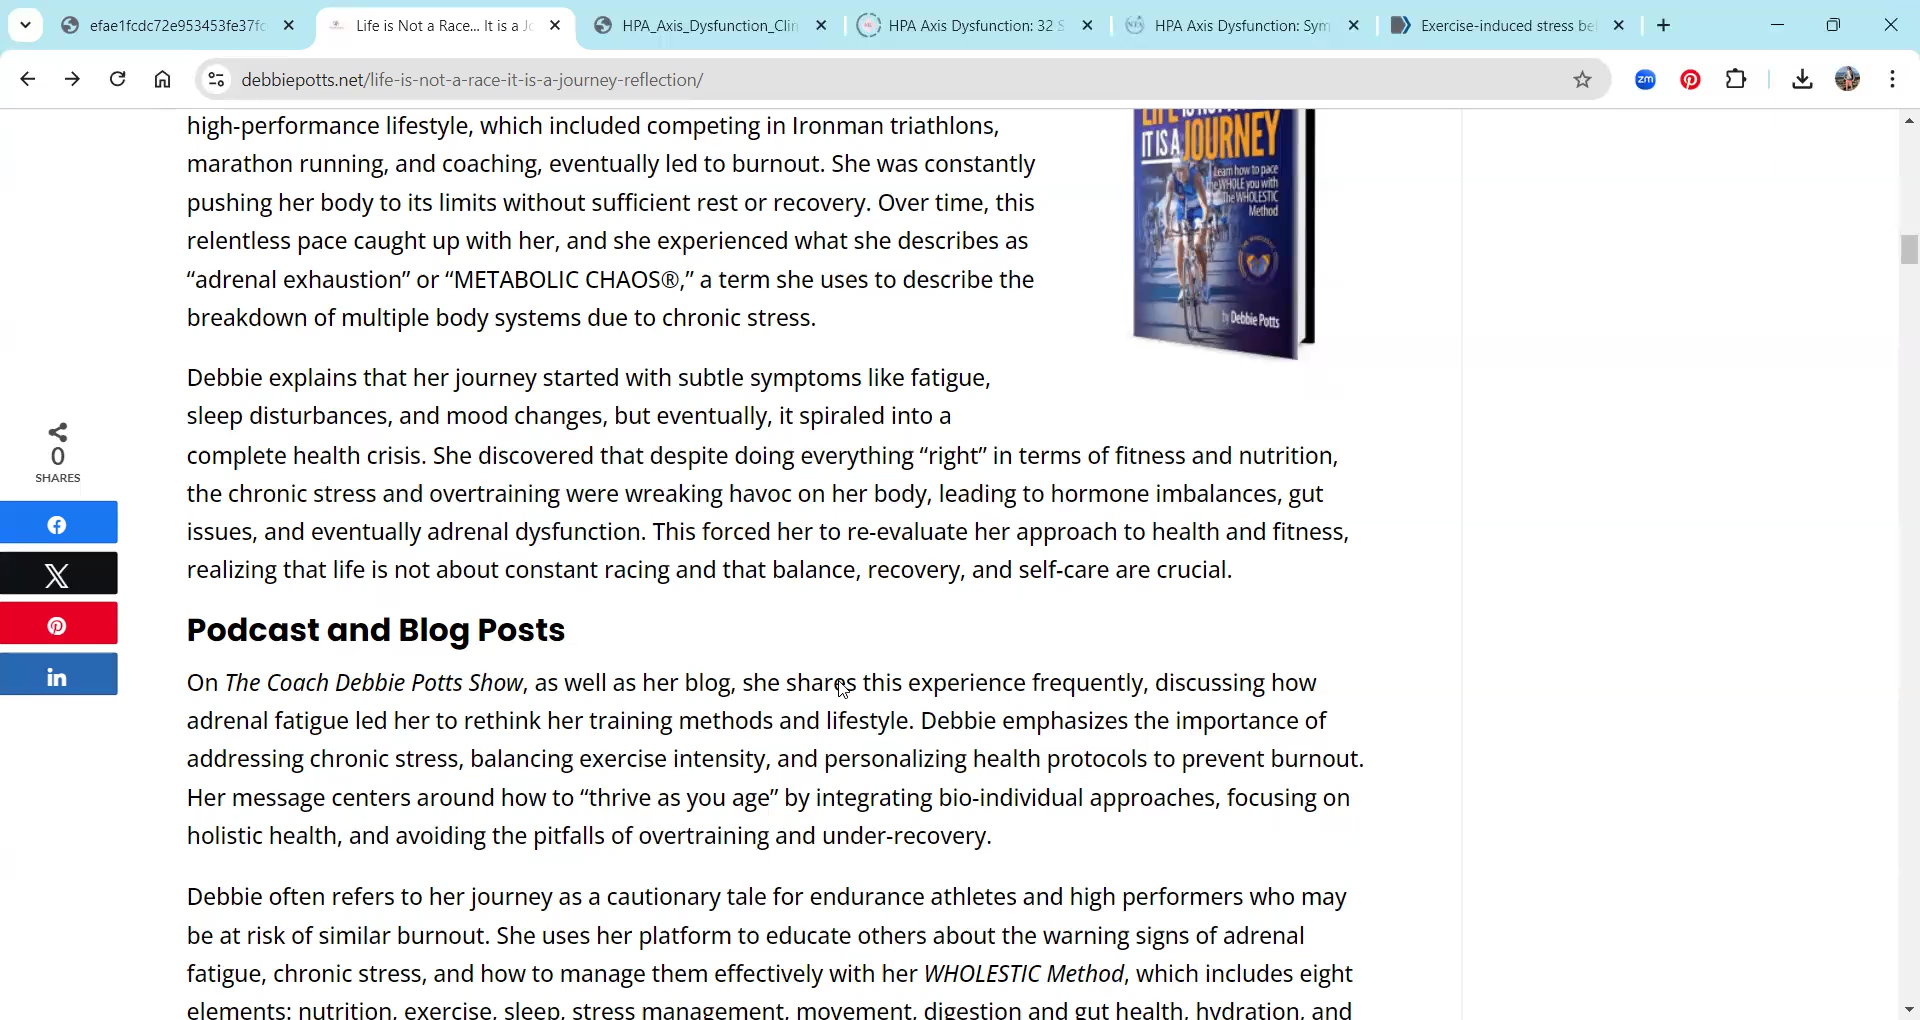 efae1fcdc72e953453fe37fc
Life is Not a Race... It is a Jo
HPA_Axis_Dysfunction_Clin
HPA Axis Dysfunction: 32 S
HPA Axis Dysfunction: Sym
Exercise-induced stress be
debbiepotts.net/life-is-not-a-race-it-is-a-journey-reflection/
zm
high-performance lifestyle, which included competing in Ironman triathlons,
marathon running, and coaching, eventually led to burnout. She was constantly
pushing her body to its limits without sufficient rest or recovery. Over time, this
relentless pace caught up with her, and she experienced what she describes as
“adrenal exhaustion” or “METABOLIC CHAOS®,” a term she uses to describe the
breakdown of multiple body systems due to chronic stress.
IT IS A JOURNEY
Learn how to pace
the WHOLE you with
The WHOLESTIC
Method
by Debbie Potts
Debbie explains that her journey started with subtle symptoms like fatigue,
sleep disturbances, and mood changes, but eventually, it spiraled into a
complete health crisis. She discovered that despite doing everything “right” in terms of fitness and nutrition,
the chronic stress and overtraining were wreaking havoc on her body, leading to hormone imbalances, gut
issues, and eventually adrenal dysfunction. This forced her to re-evaluate her approach to health and fitness,
realizing that life is not about constant racing and that balance, recovery, and self-care are crucial.
0
SHARES
in
Podcast and Blog Posts
On The Coach Debbie Potts Show, as well as her blog, she shares this experience frequently, discussing how
adrenal fatigue led her to rethink her training methods and lifestyle. Debbie emphasizes the importance of
addressing chronic stress, balancing exercise intensity, and personalizing health protocols to prevent burnout.
Her message centers around how to “thrive as you age” by integrating bio-individual approaches, focusing on
holistic health, and avoiding the pitfalls of overtraining and under-recovery.
Debbie often refers to her journey as a cautionary tale for endurance athletes and high performers who may
be at risk of similar burnout. She uses her platform to educate others about the warning signs of adrenal
fatigue, chronic stress, and how to manage them effectively with her WHOLESTIC Method, which includes eight
elements: nutrition, exercise, sleep, stress management, movement, digestion and gut health, hydration, and